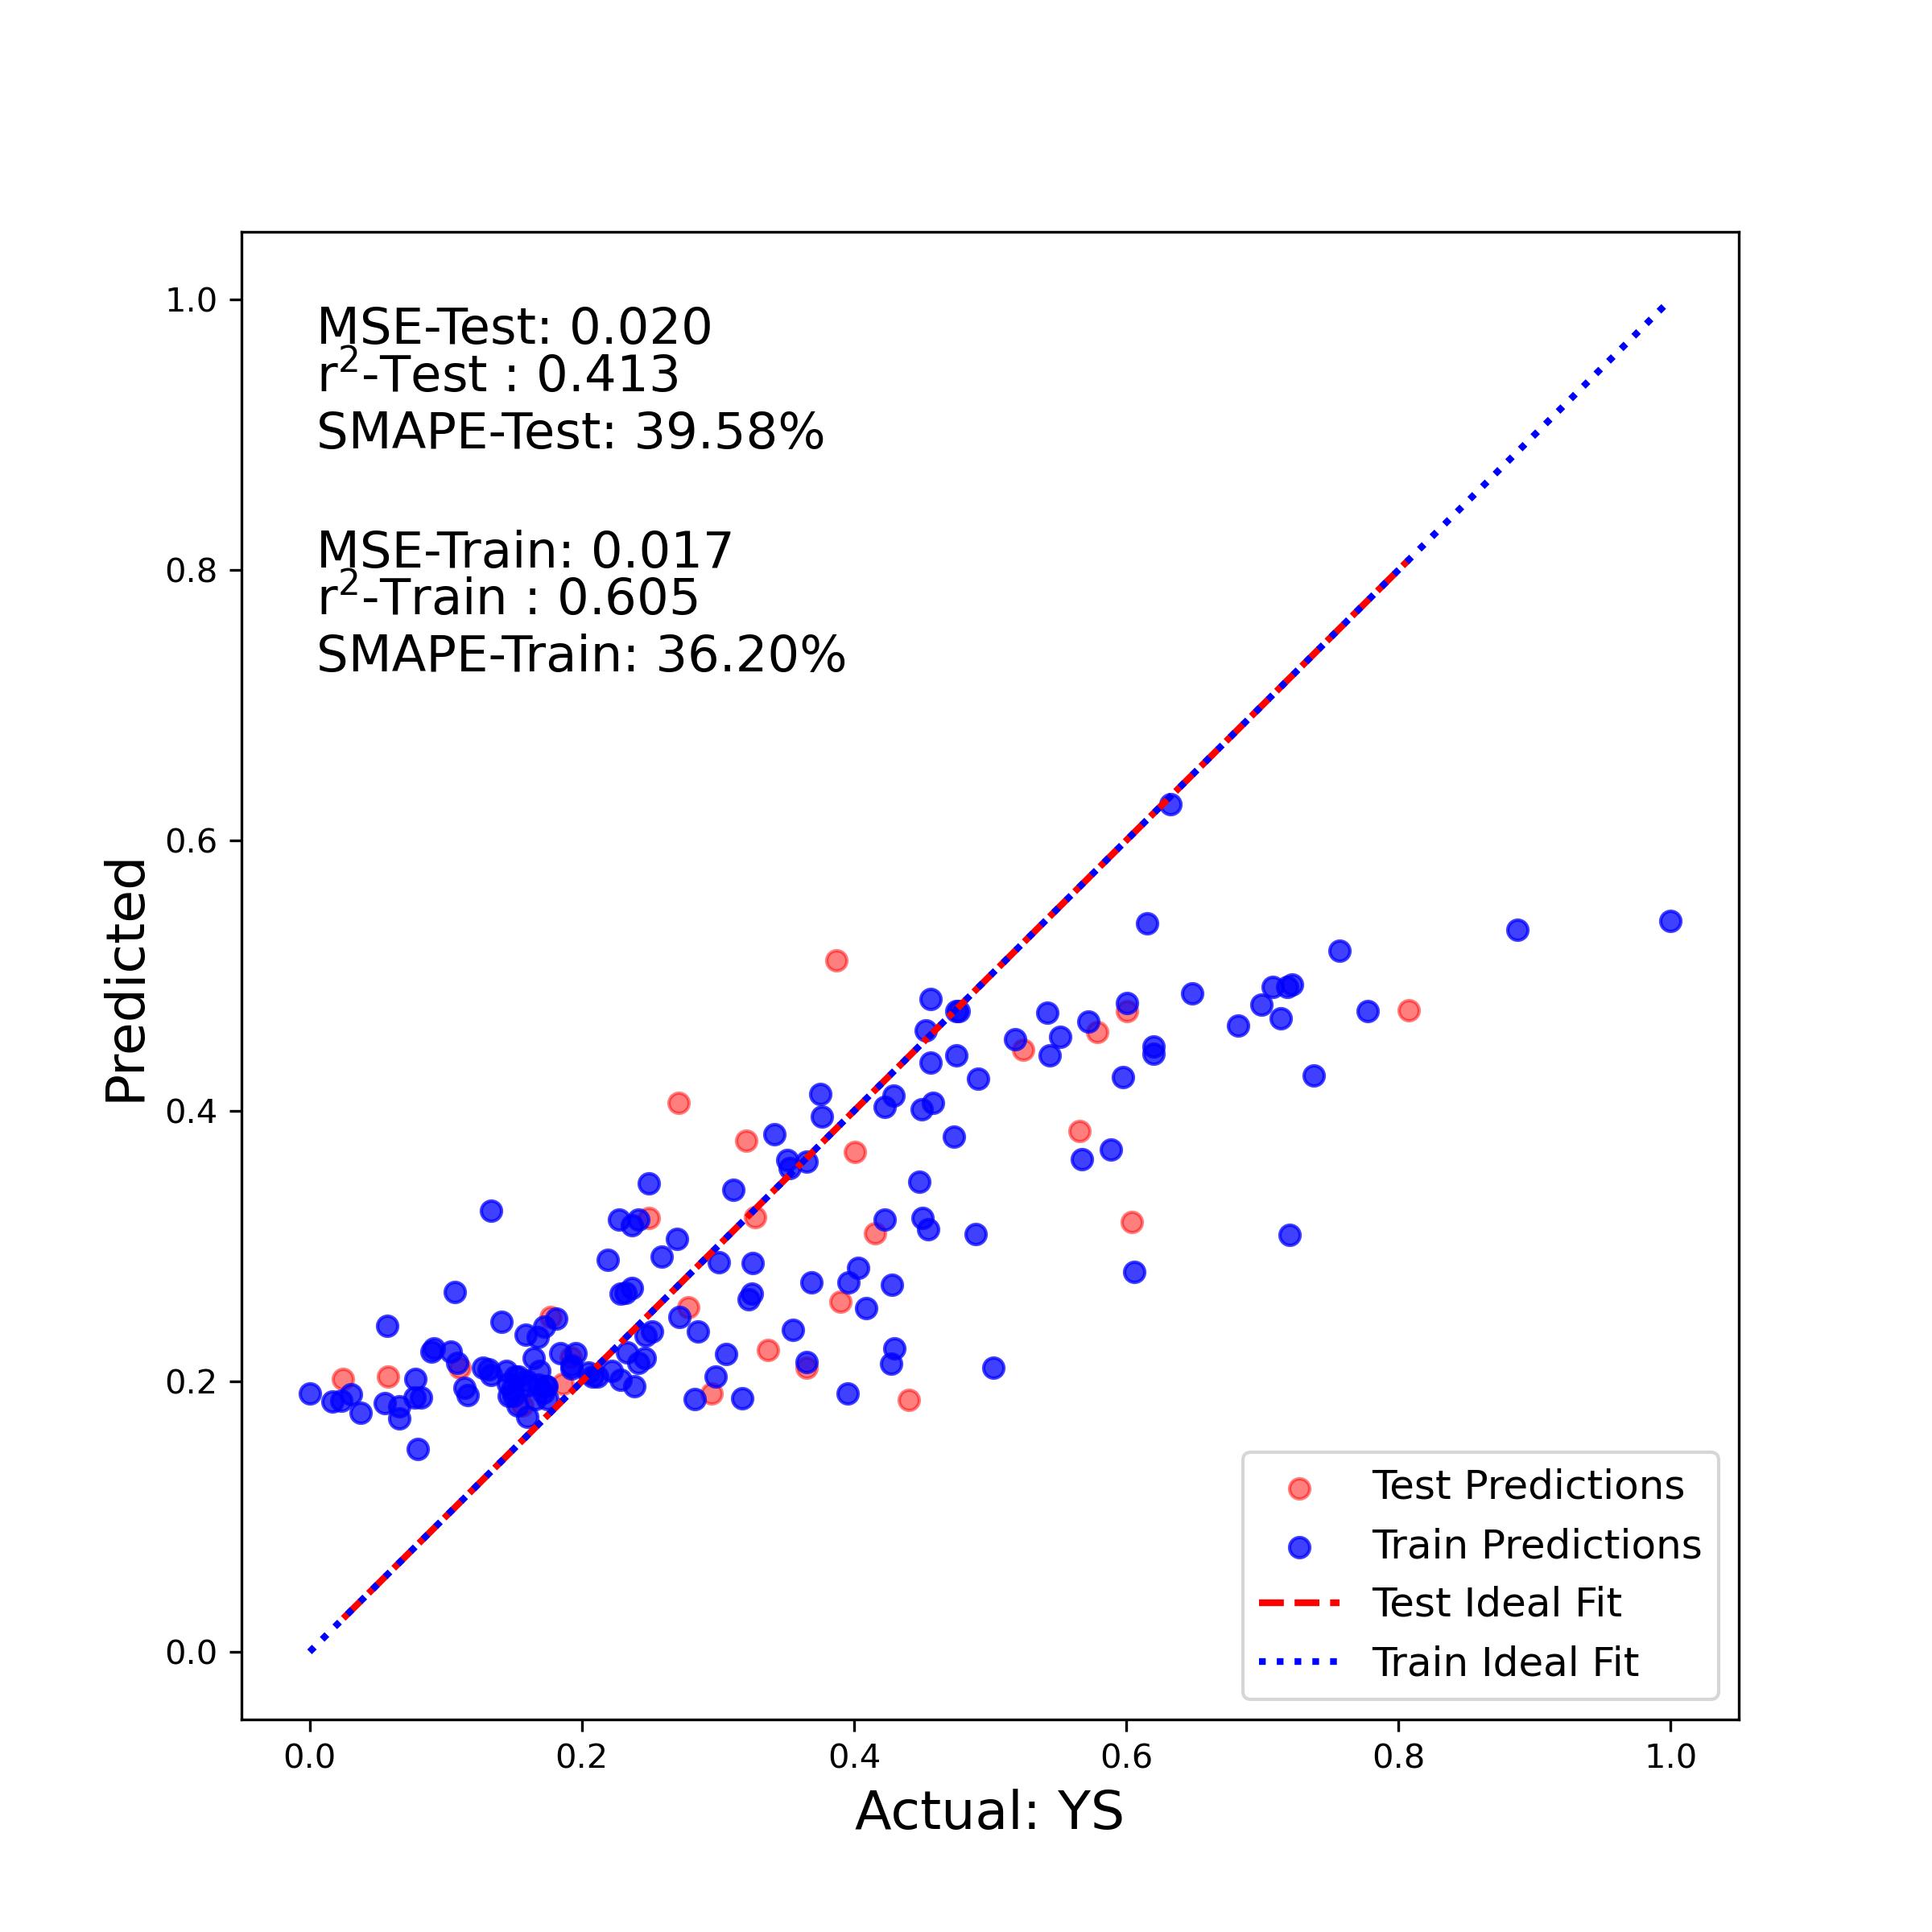 MSE-Test: 0.020
r²-Test : 0.413
SMAPE-Test: 39.58%
MSE-Train: 0.017
r²-Train : 0.605
SMAPE-Train: 36.20%
1.0
0.8
0.6
0.4
0.2
0.0
Predicted
Test Predictions
Train Predictions
Test Ideal Fit
Train Ideal Fit
0.0 0.2 0.4 0.6 0.8 1.0
Actual: YS